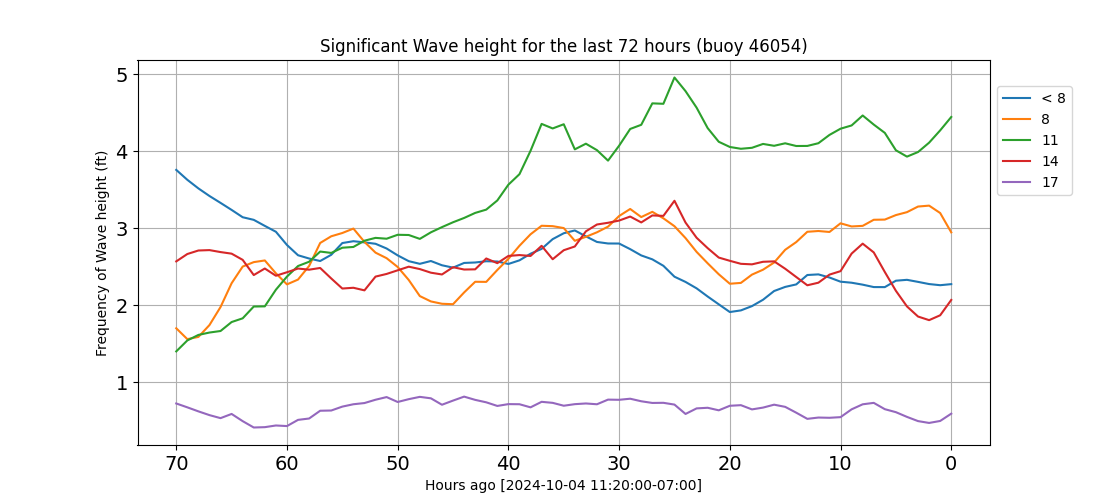 Significant Wave height for the last 72 hours (buoy 46054)
Frequency of Wave height (ft)
5
4
3
2
1
70 60 50 40 30 20 10 0
Hours ago [2024-10-04 11:20:00-07:00]
< 8
8
11
14
17